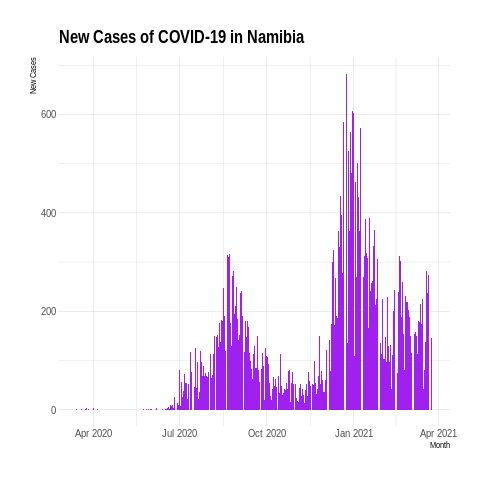 New Cases of COVID-19 in Namibia
New Cases
600
400
200
0
Apr 2020
Jul 2020
Oct 2020
Jan 2021
Apr 2021
Month